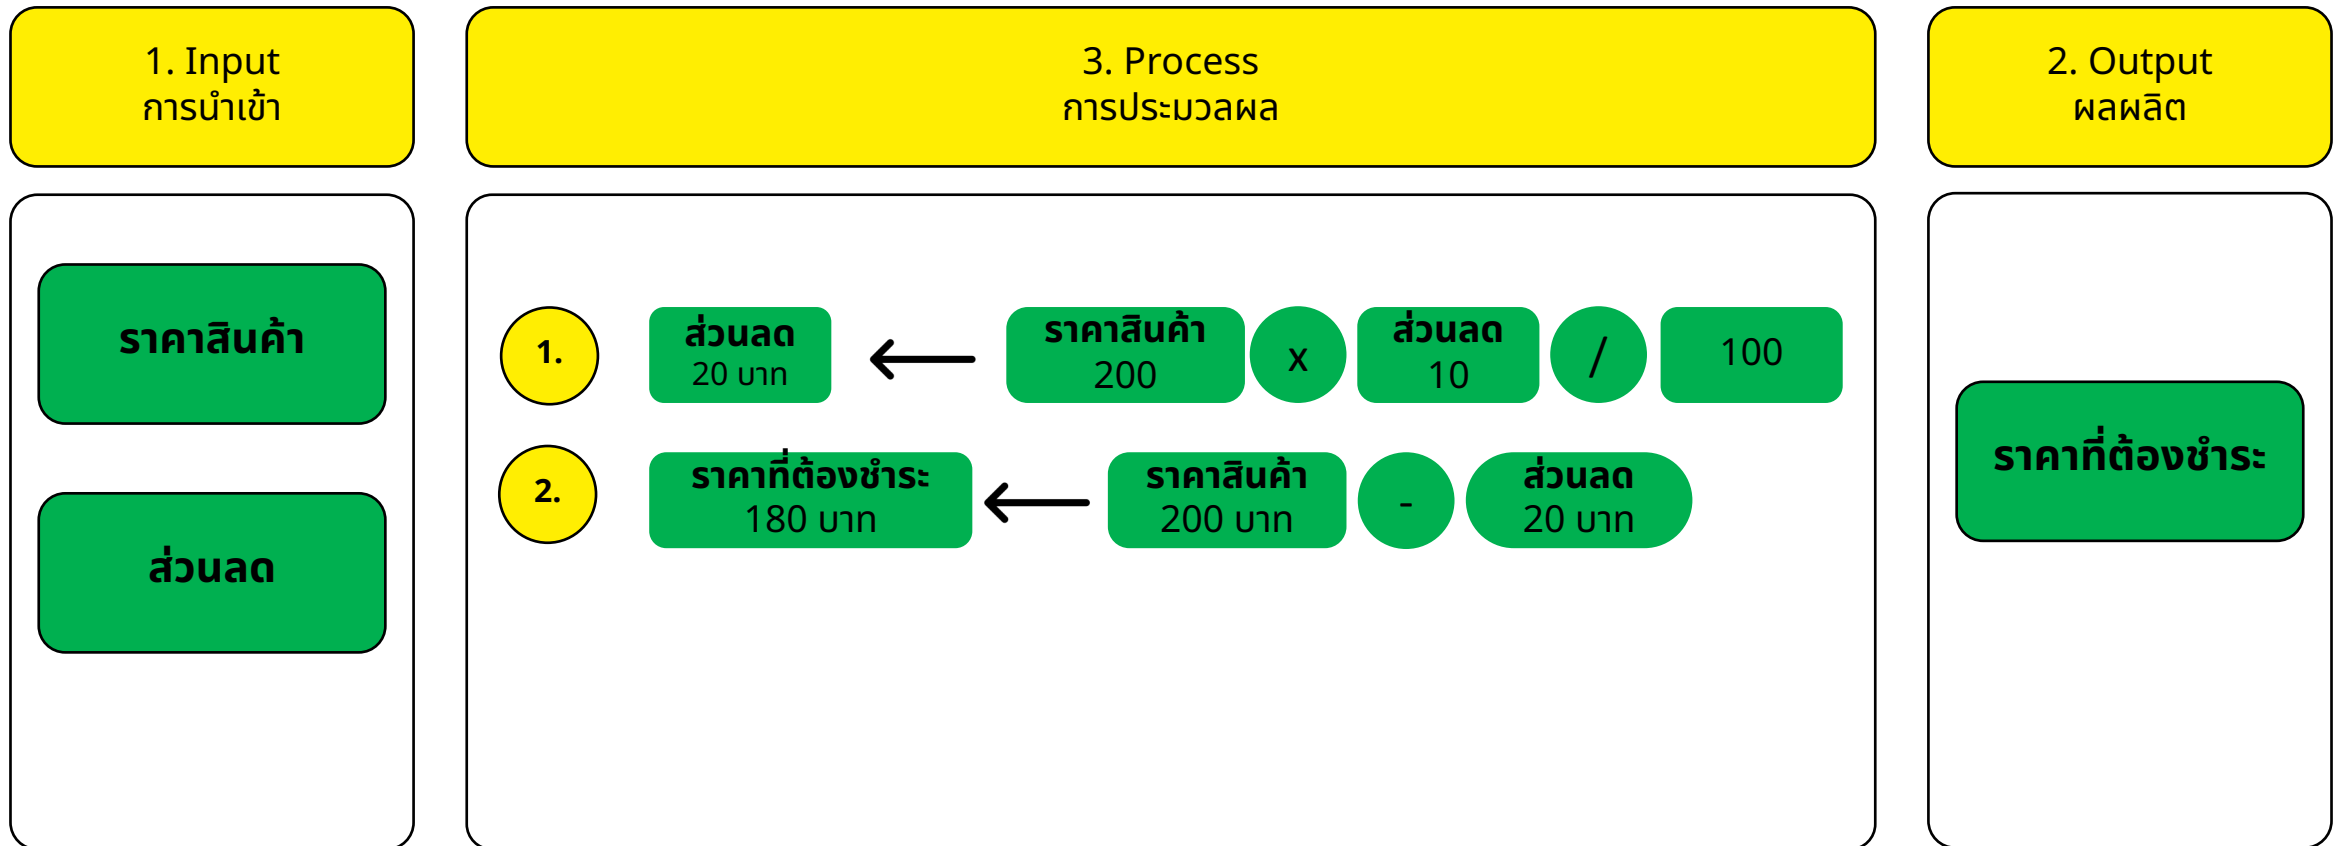 1. Input
การนำเข้า
3. Process
การประมวลผล
2. Output
ผลผลิต
ราคาสินค้า
ส่วนลด
1.
ส่วนลด
20 บาท
ราคาสินค้า
200
x
ส่วนลด
10
/
100
2.
ราคาที่ต้องชำระ
180 บาท
ราคาสินค้า
200 บาท
-
ส่วนลด
20 บาท
ราคาที่ต้องชำระ